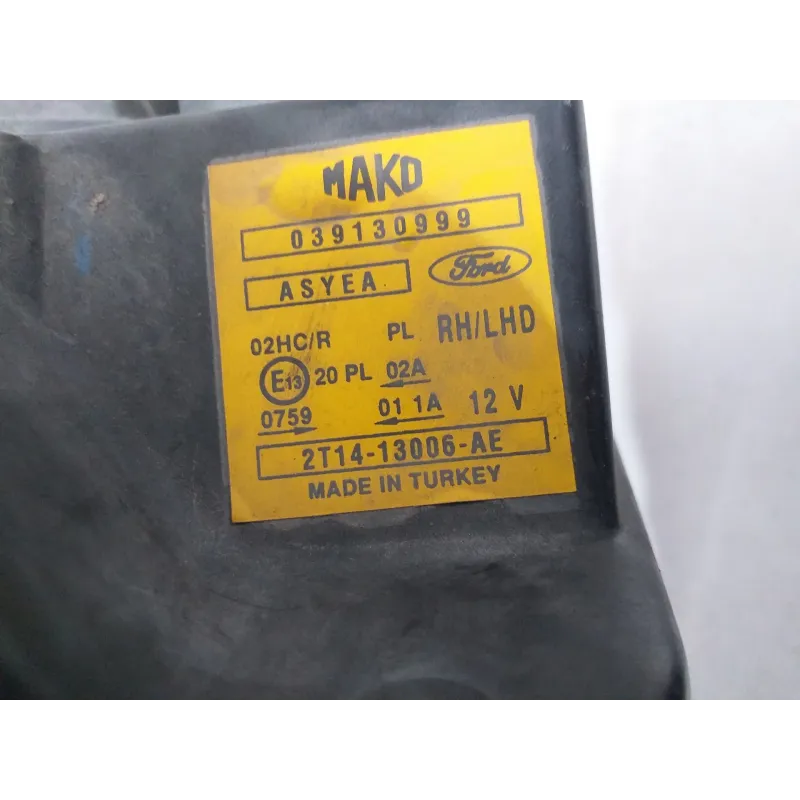 MAKO
039130999
ASYEA Ford
02HC/R PL RH/LHD
E13 20 PL 02A
0759 01 1A 12 V
2T14-13006-AE
MADE IN TURKEY